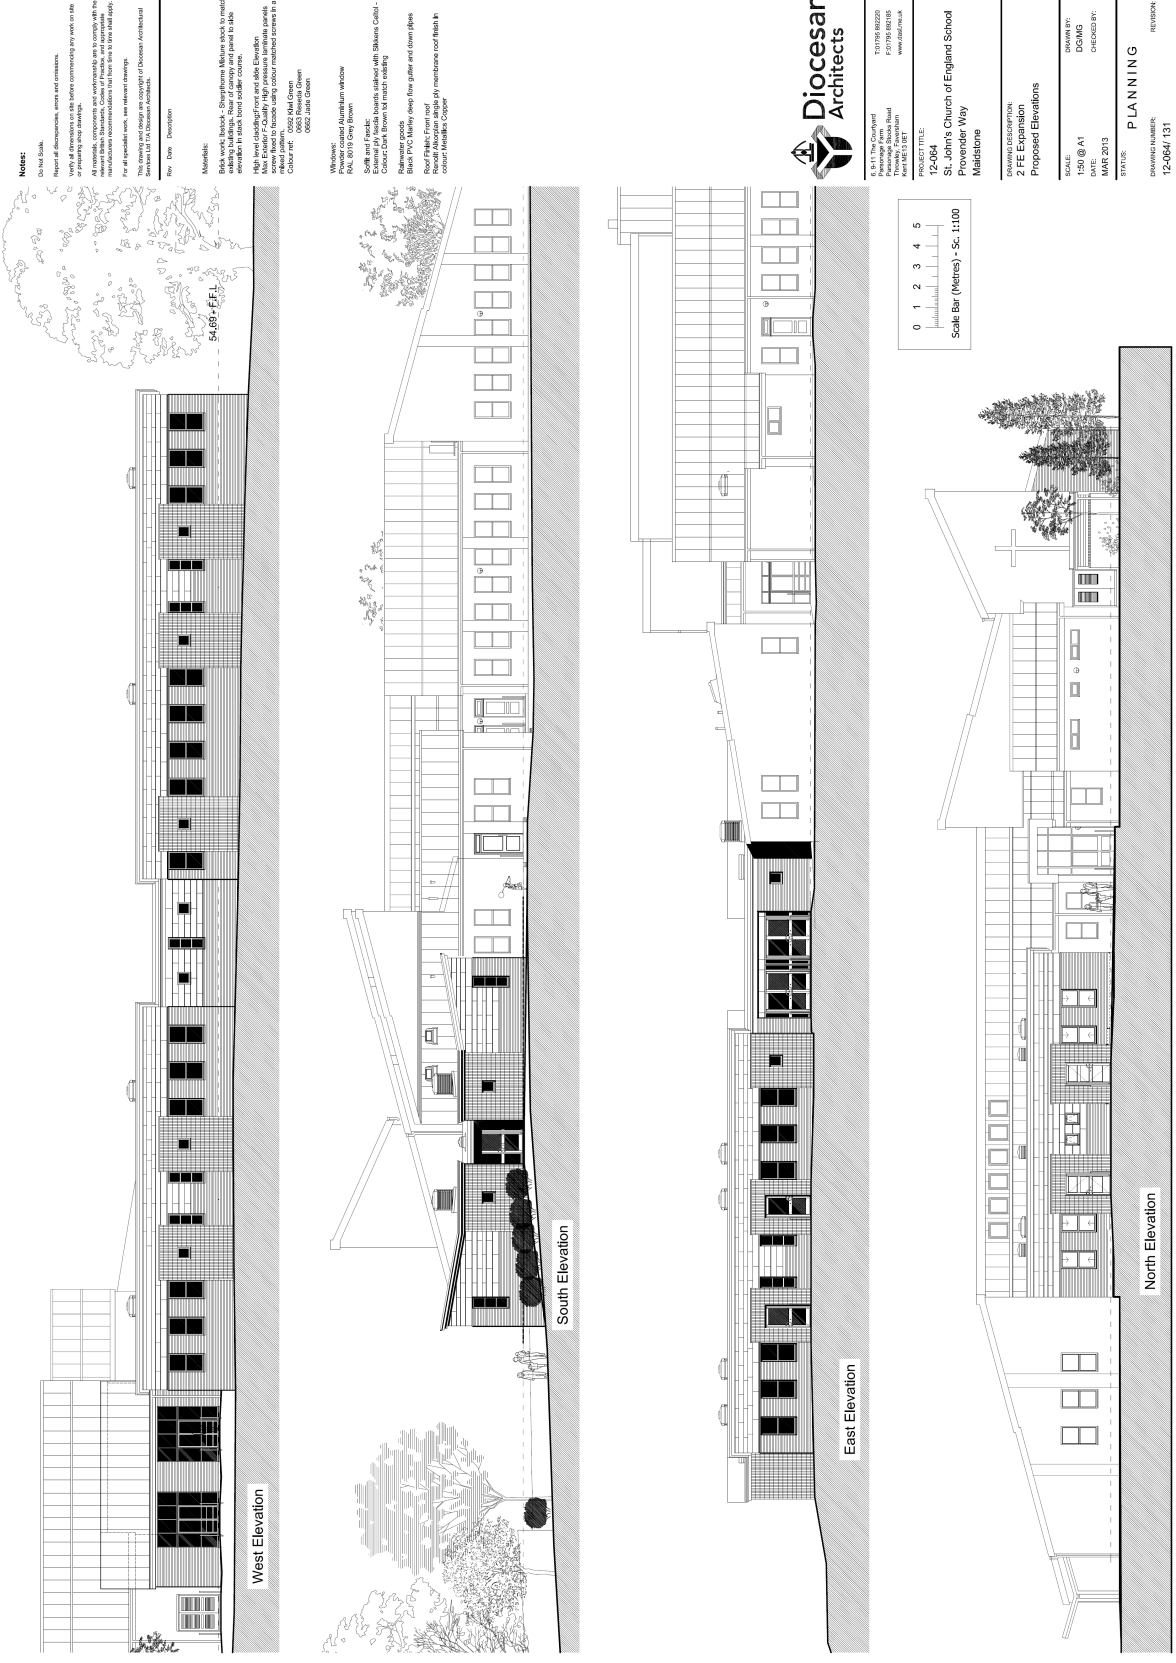 Notes:
Do Not Scale.
Report all discrepancies, errors and omissions.
Verify all dimensions on site before commencing any work on site
or preparing shop drawings.
All materials, components and workmanship are to comply with the
relevant British Standards, Codes of Practice, and appropriate
manufacturers recommendations that from time to time shall apply.
For all specialist work, see relevant drawings.
This drawing and design are copyright of Diocesan Architectural
Services Ltd T/A Diocesan Architects.
Rev Date Description
Materials:
Brick work: Ibstock - Sharpthorne Mixture stock to match
existing buildings. Rear of canopy and panel to side
elevation in stack bond soldier course.
High level cladding:Front and side Elevation
Max Exterior F-Quality High pressure laminate panels
screw fixed to facade using colour matched screws in a
mixed pattern.
Colour ref: 0592 Kiwi Green
0663 Reseda Green
0662 Jade Green
Windows:
Powder coated Aluminium window
RAL 8019 Grey Brown
Soffit and Fascia:
External ply fascia boards stained with Sikkens Cetol -
Colour: Dark Brown tol match existing
Rainwater goods
Black PVC Marley deep flow gutter and down pipes
Roof Finish: Front roof
Renolit Alkorplan single ply membrane roof finish in
colour: Metallics Copper
Diocesan
Architects
6, 9-11 The Courtyard
Parsonage Farm
Parsonage Stocks Road
Throwley Faversham
Kent ME13 0ET
T:01795 892220
F:01795 892185
www.dasl.me.uk
PROJECT TITLE:
12-064
St. John's Church of England School
Provender Way
Maidstone
DRAWING DESCRIPTION:
2 FE Expansion
Proposed Elevations
SCALE:
1:50 @ A1
DRAWN BY:
DG/MG
DATE:
MAR 2013
CHECKED BY:
STATUS:
PLANNING
DRAWING NUMBER:
12-064/ 131
REVISION:
54.69 - F.F.L
West Elevation
South Elevation
East Elevation
North Elevation
0 1 2 3 4 5
Scale Bar (Metres) - Sc. 1:100